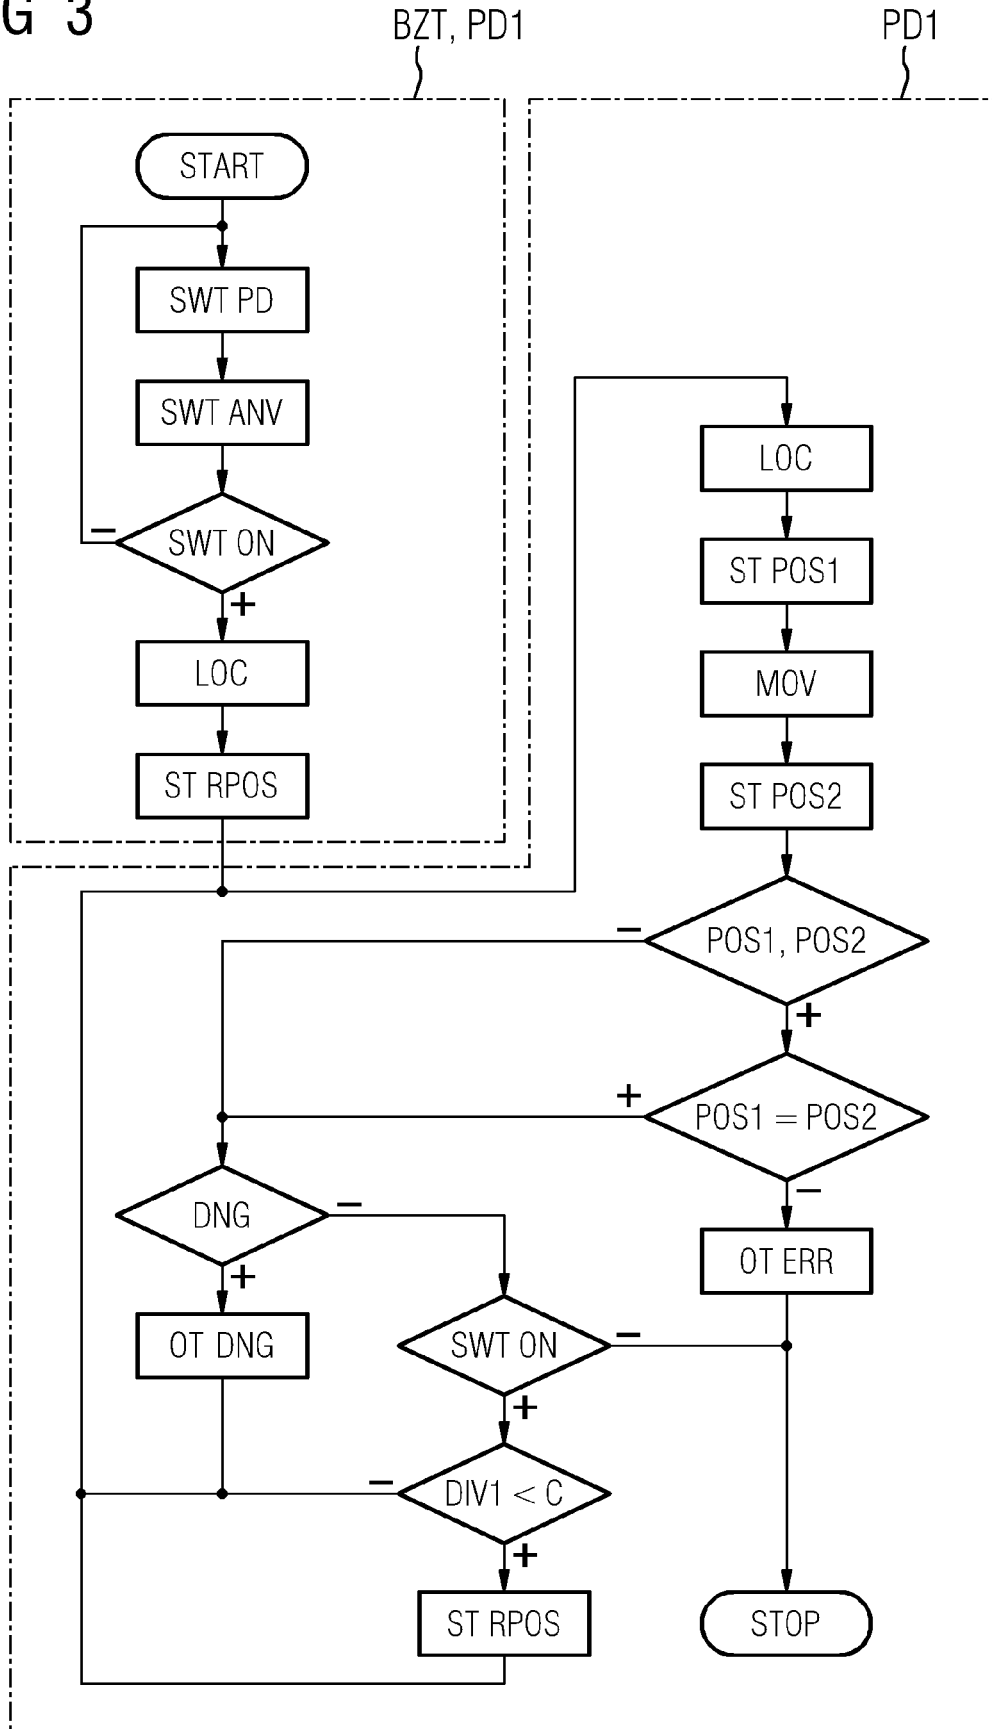 G 3
BZT, PD1
PD1
START
SWT PD
SWT ANV
SWT ON
−
+
LOC
ST RPOS
LOC
ST POS1
MOV
ST POS2
POS1, POS2
−
+
POS1 = POS2
+
−
DNG
−
+
OT ERR
OT DNG
SWT ON
−
+
DIV1 < C
−
+
ST RPOS
STOP